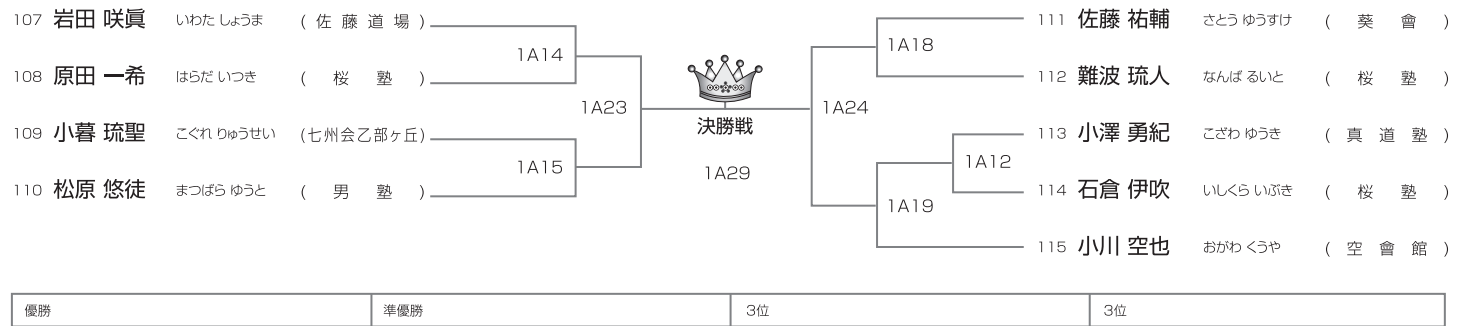 107 岩田 咲眞 いわた しょうま (佐藤道場)
108 原田 一希 はらだ いつき (桜塾)
109 小暮 琉聖 こぐれ りゅうせい (七州会乙部ヶ丘)
110 松原 悠徒 まつばら ゆうと (男塾)
1A14
1A15
1A23
決勝戦
1A29
1A24
1A18
1A12
1A19
111 佐藤 祐輔 さとう ゆうすけ (葵會)
112 難波 琉人 なんば るいと (桜塾)
113 小澤 勇紀 こざわ ゆうき (真道塾)
114 石倉 伊吹 いしくら いぶき (桜塾)
115 小川 空也 おがわ くうや (空會館)
優勝 準優勝 3位 3位